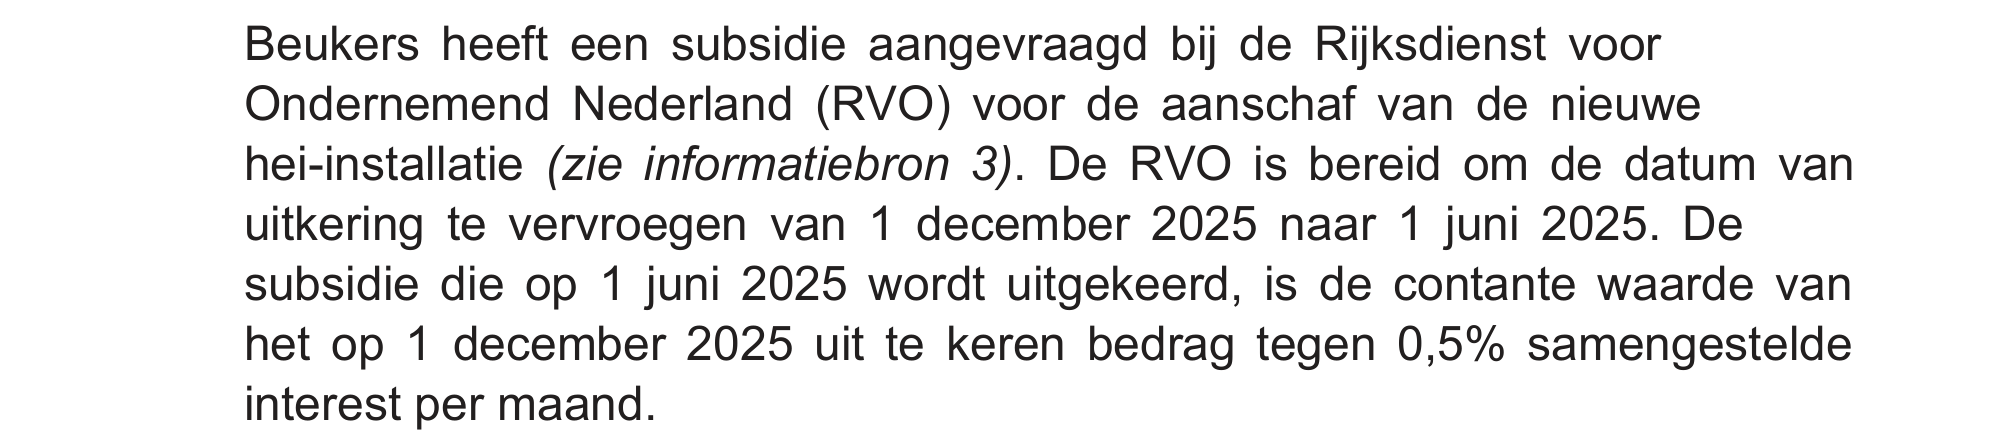 Beukers heeft een subsidie aangevraagd bij de Rijksdienst voor
Ondernemend Nederland (RVO) voor de aanschaf van de nieuwe
hei-installatie (zie informatiebron 3). De RVO is bereid om de datum van
uitkering te vervroegen van 1 december 2025 naar 1 juni 2025. De
subsidie die op 1 juni 2025 wordt uitgekeerd, is de contante waarde van
het op 1 december 2025 uit te keren bedrag tegen 0,5% samengestelde
interest per maand.